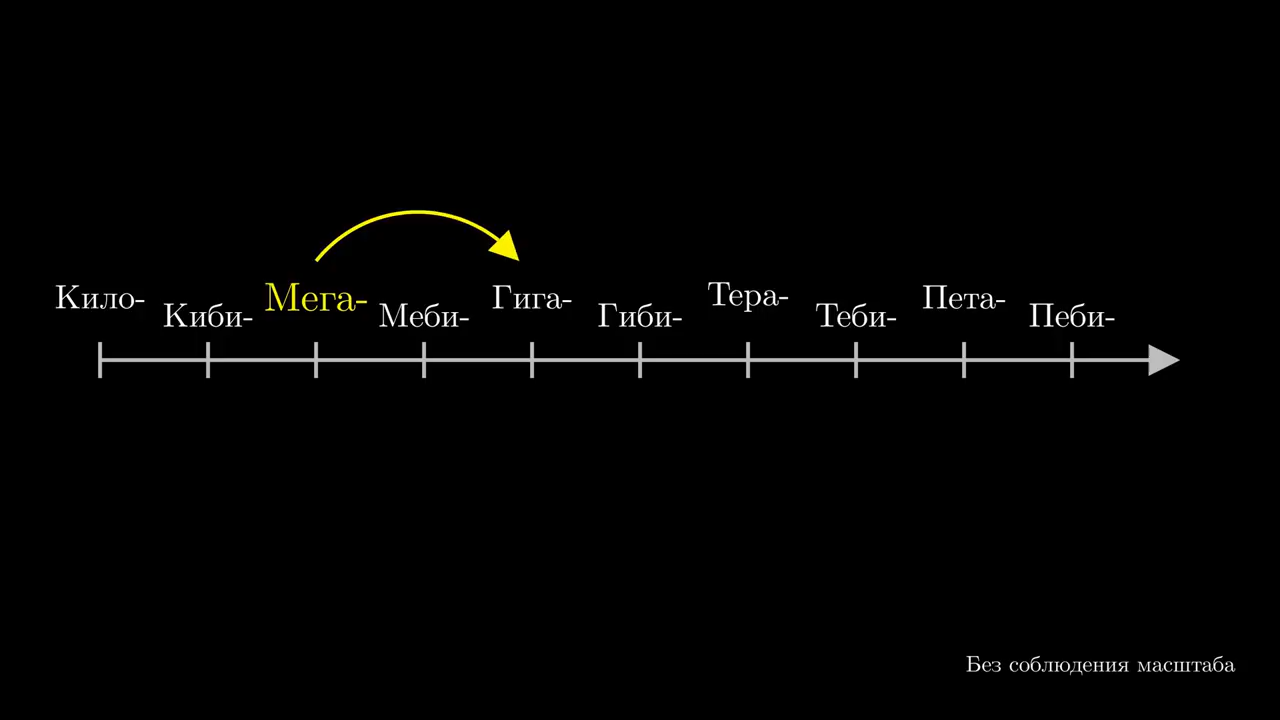 Кило- Киби- Мега- Меби- Гига- Гиби- Тера- Теби- Пета- Пеби-
Без соблюдения масштаба